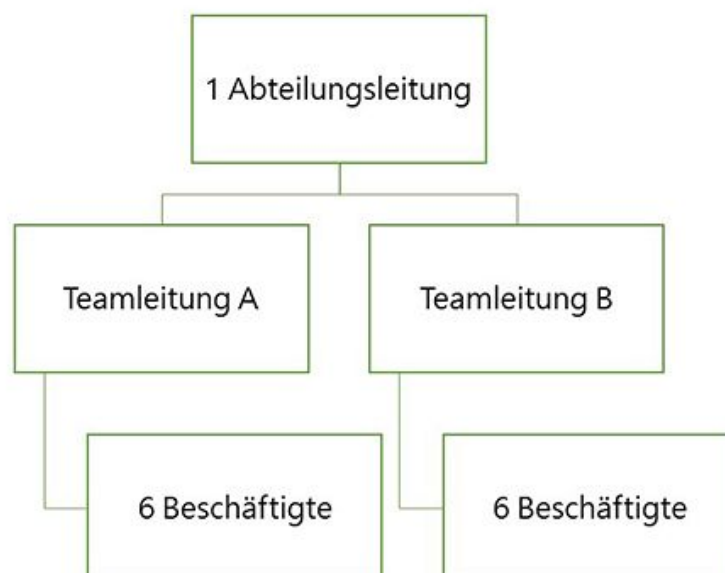 1 Abteilungsleitung
Teamleitung A
Teamleitung B
6 Beschäftigte
6 Beschäftigte